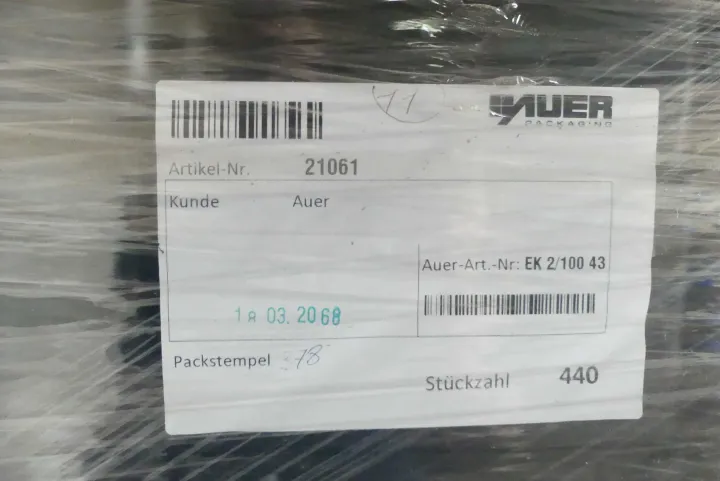 11
AUER
PACKAGING
Artikel-Nr. 21061
Kunde Auer
Auer-Art.-Nr: EK 2/100 43
18 03. 2068
Packstempel 78
Stückzahl 440